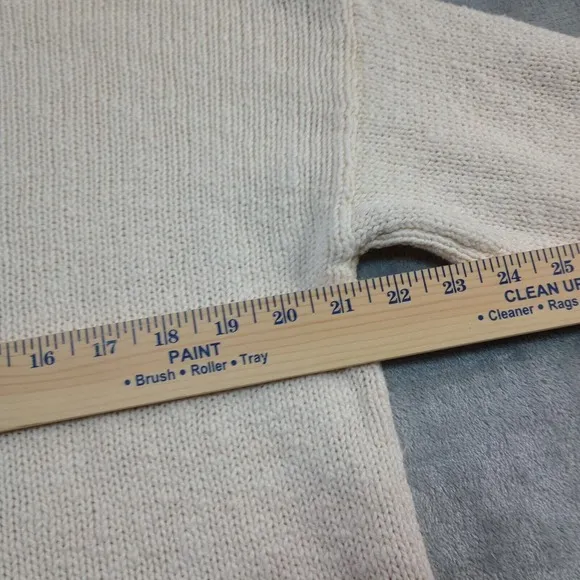 16 17 18 19 20 21 22 23 24 25
PAINT
• Brush • Roller • Tray
CLEAN UP
• Cleaner • Rags